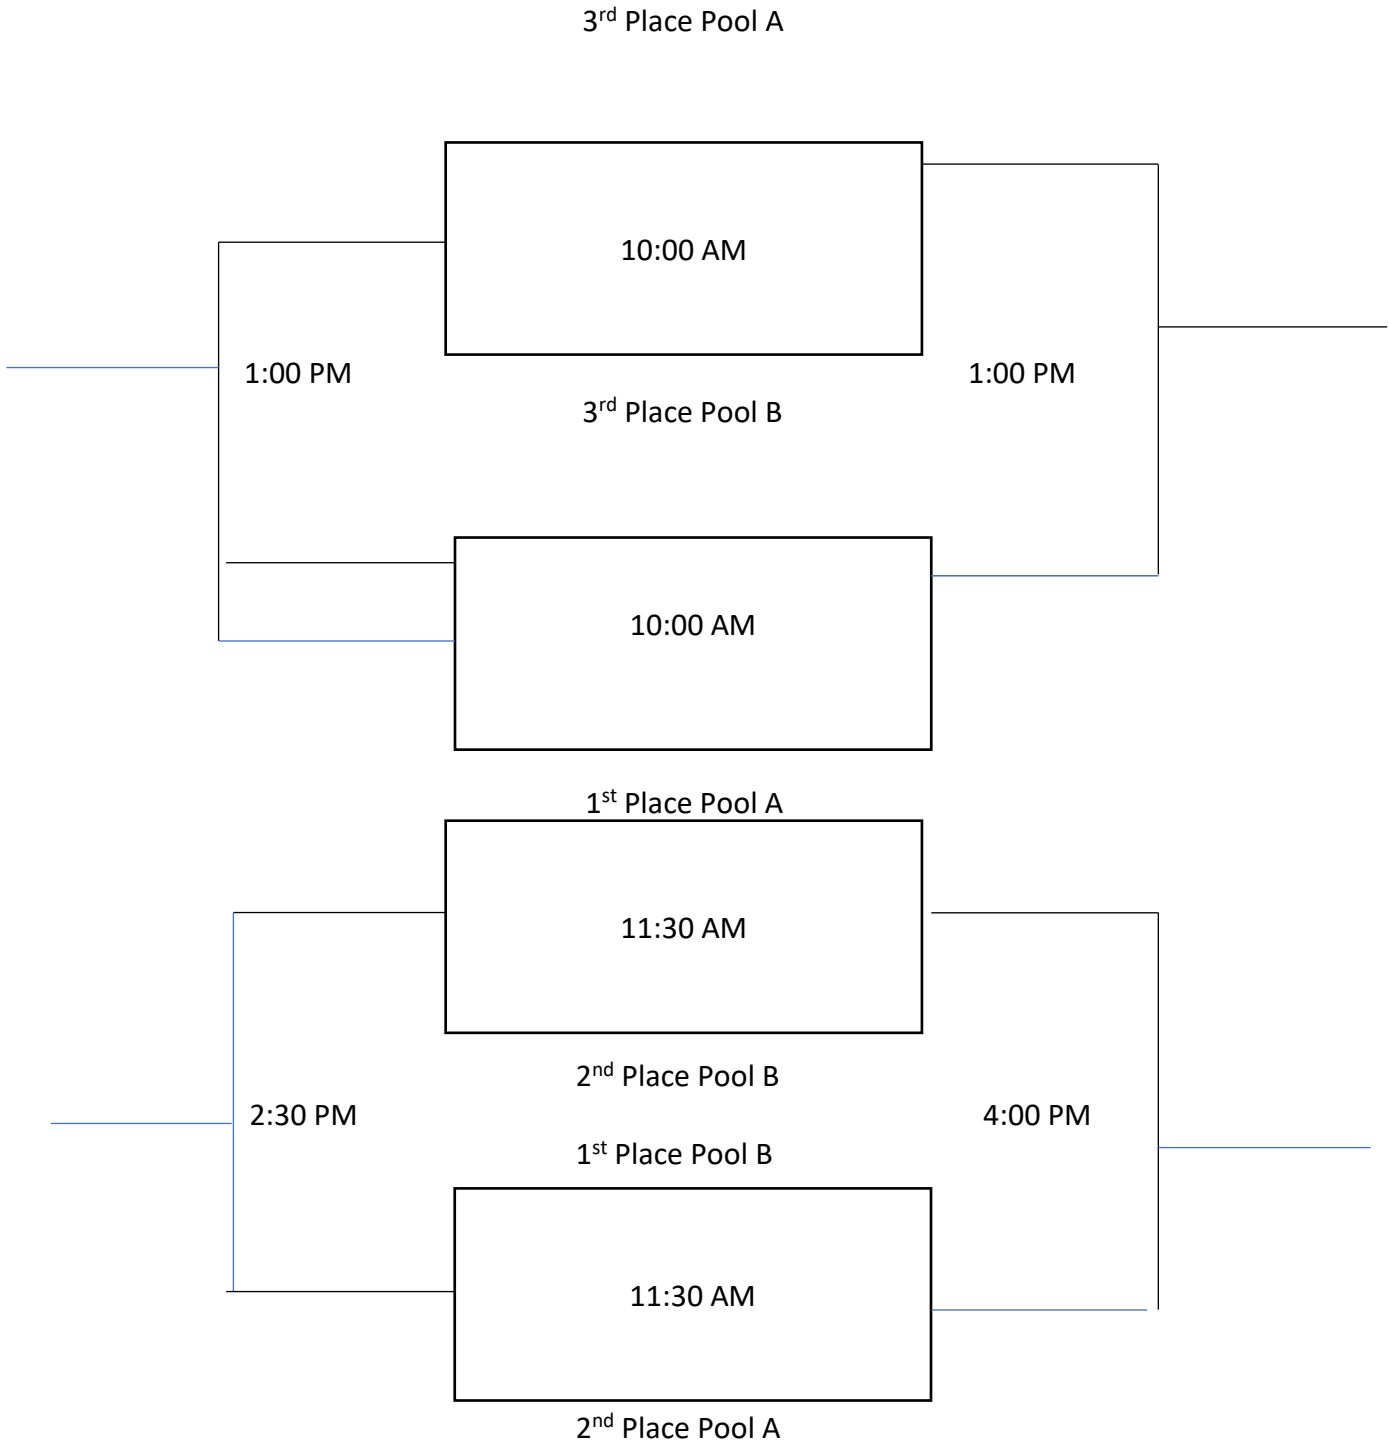 3rd Place Pool A
10:00 AM
1:00 PM
1:00 PM
3rd Place Pool B
10:00 AM
1st Place Pool A
11:30 AM
2nd Place Pool B
2:30 PM
4:00 PM
1st Place Pool B
11:30 AM
2nd Place Pool A